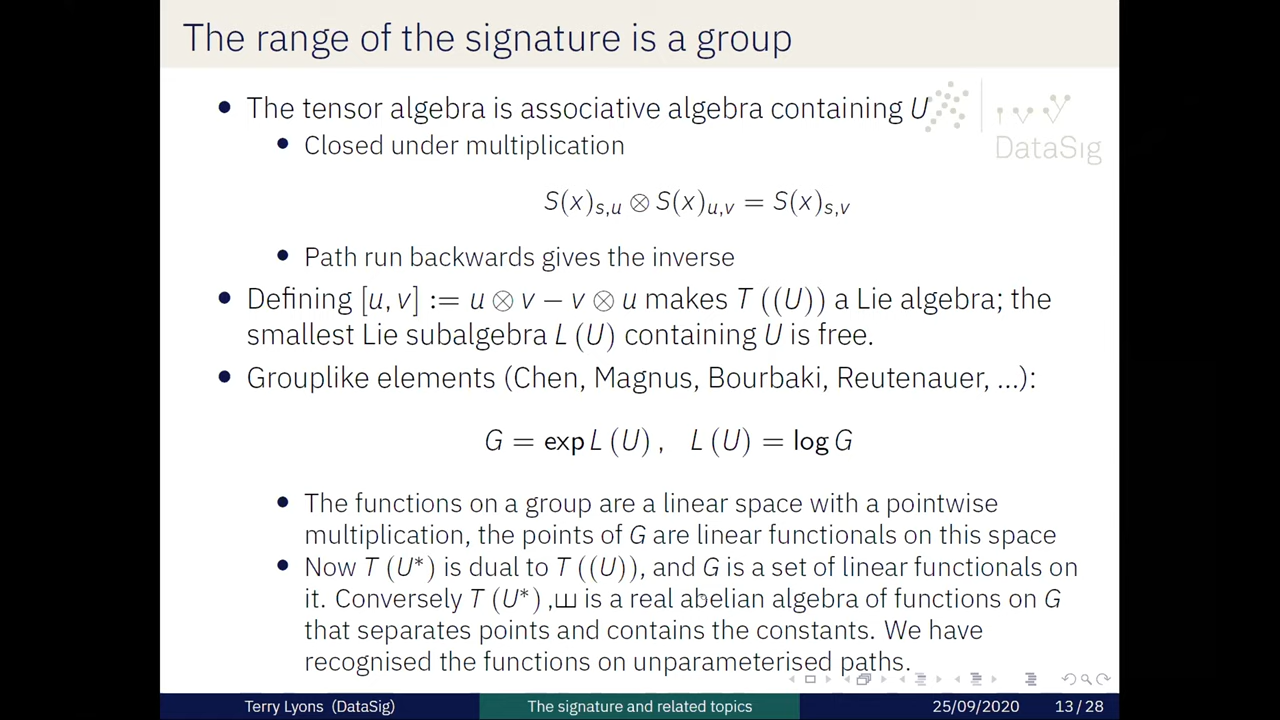 The range of the signature is a group
• The tensor algebra is associative algebra containing U
DataSig
• Closed under multiplication
S(x)ₛ,ᵤ ⊗ S(x)ᵤ,ᵥ = S(x)ₛ,ᵥ
• Path run backwards gives the inverse
• Defining [u, v] := u ⊗ v − v ⊗ u makes T ((U)) a Lie algebra; the
smallest Lie subalgebra L (U) containing U is free.
• Grouplike elements (Chen, Magnus, Bourbaki, Reutenauer, ...):
G = exp L (U) , L (U) = log G
• The functions on a group are a linear space with a pointwise
multiplication, the points of G are linear functionals on this space
• Now T (U*) is dual to T ((U)), and G is a set of linear functionals on
it. Conversely T (U*) ,ш is a real abelian algebra of functions on G
that separates points and contains the constants. We have
recognised the functions on unparameterised paths.
Terry Lyons (DataSig) The signature and related topics 25/09/2020 13 / 28